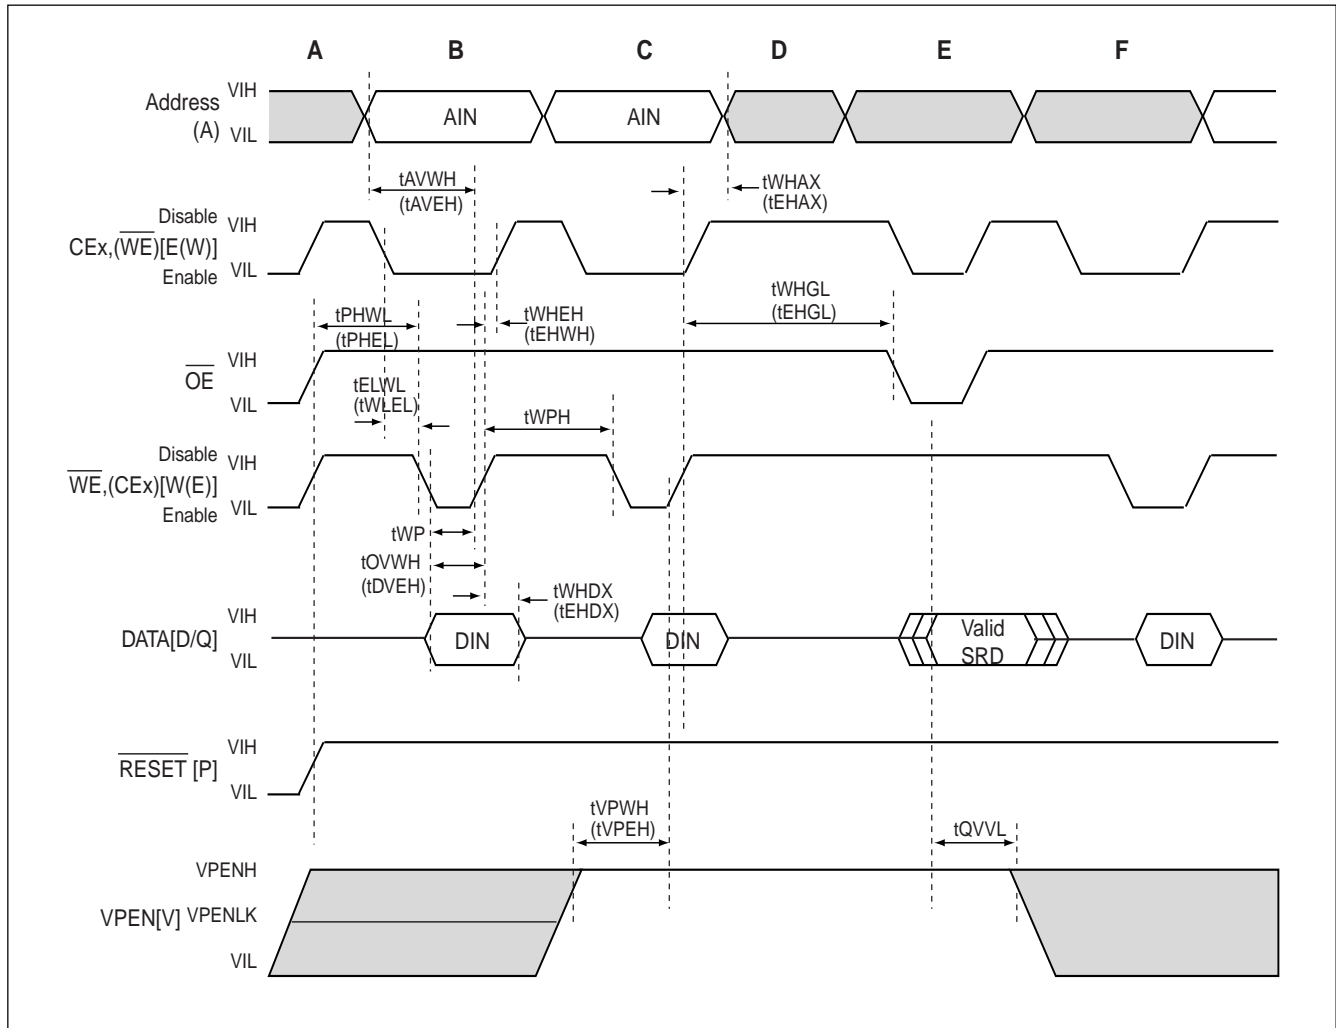 A B C D E F
Address
(A)
VIH
VIL
AIN AIN
tAVWH
(tAVEH)
tWHAX
(tEHAX)
Disable
CEx,(WE)[E(W)]
Enable
VIH
VIL
tPHWL
(tPHEL)
tWHEH
(tEHWH)
tWHGL
(tEHGL)
OE
VIH
VIL
tELWL
(tWLEL)
tWPH
Disable
WE,(CEx)[W(E)]
Enable
VIH
VIL
tWP
tOVWH
(tDVEH)
tWHDX
(tEHDX)
DATA[D/Q]
VIH
VIL
DIN DIN Valid DIN
SRD
RESET [P]
VIH
VIL
tVPWH
(tVPEH)
tQVVL
VPEN[V]
VPENH
VPENLK
VIL